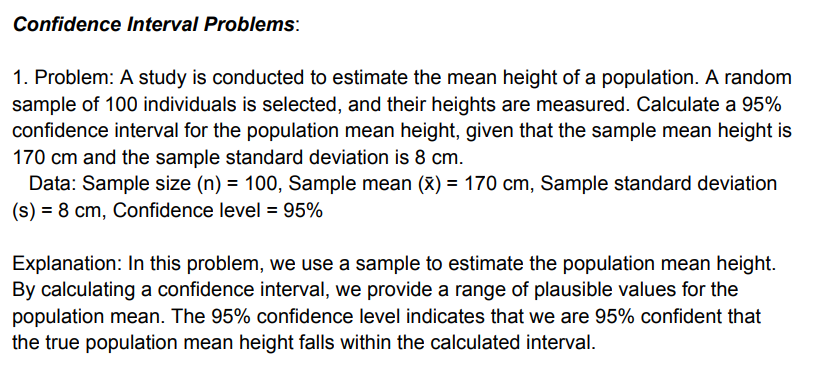 Confidence Interval Problems:
1. Problem: A study is conducted to estimate the mean height of a population. A random
sample of 100 individuals is selected, and their heights are measured. Calculate a 95%
confidence interval for the population mean height, given that the sample mean height is
170 cm and the sample standard deviation is 8 cm.
Data: Sample size (n) = 100, Sample mean (x̄) = 170 cm, Sample standard deviation
(s) = 8 cm, Confidence level = 95%
Explanation: In this problem, we use a sample to estimate the population mean height.
By calculating a confidence interval, we provide a range of plausible values for the
population mean. The 95% confidence level indicates that we are 95% confident that
the true population mean height falls within the calculated interval.